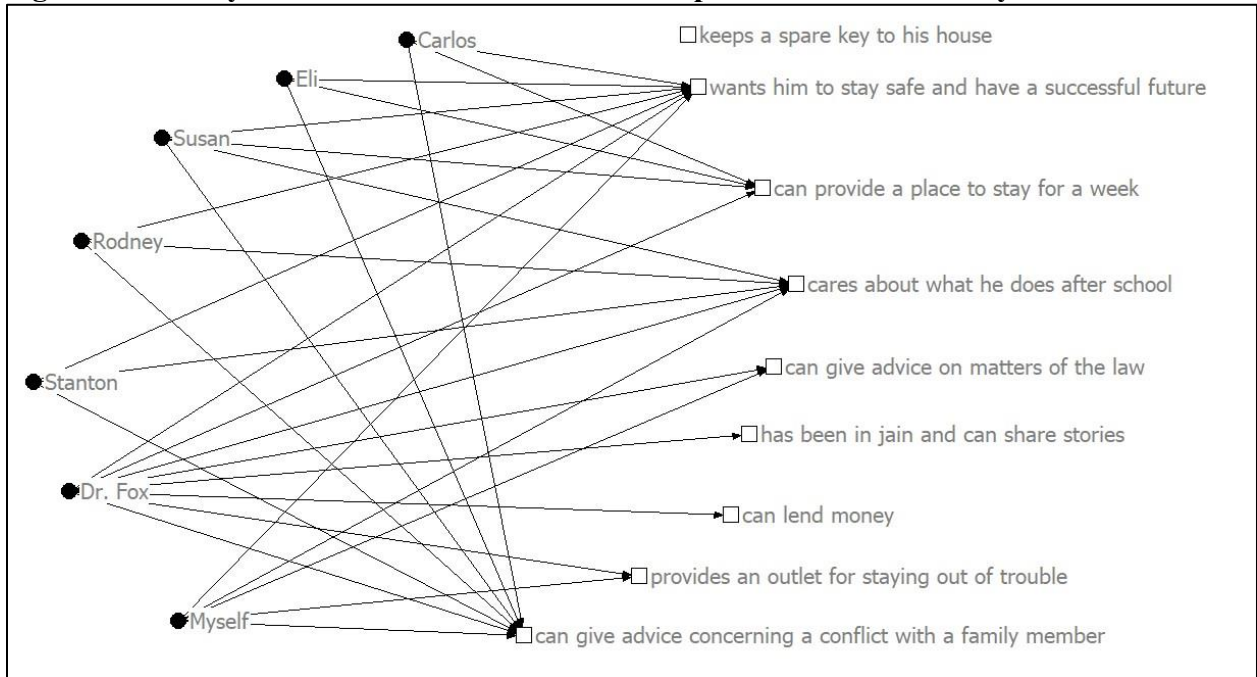 Carlos
keeps a spare key to his house
Eli
wants him to stay safe and have a successful future
Susan
can provide a place to stay for a week
Rodney
cares about what he does after school
can give advice on matters of the law
Stanton
has been in jain and can share stories
Dr. Fox
can lend money
provides an outlet for staying out of trouble
Myself
can give advice concerning a conflict with a family member